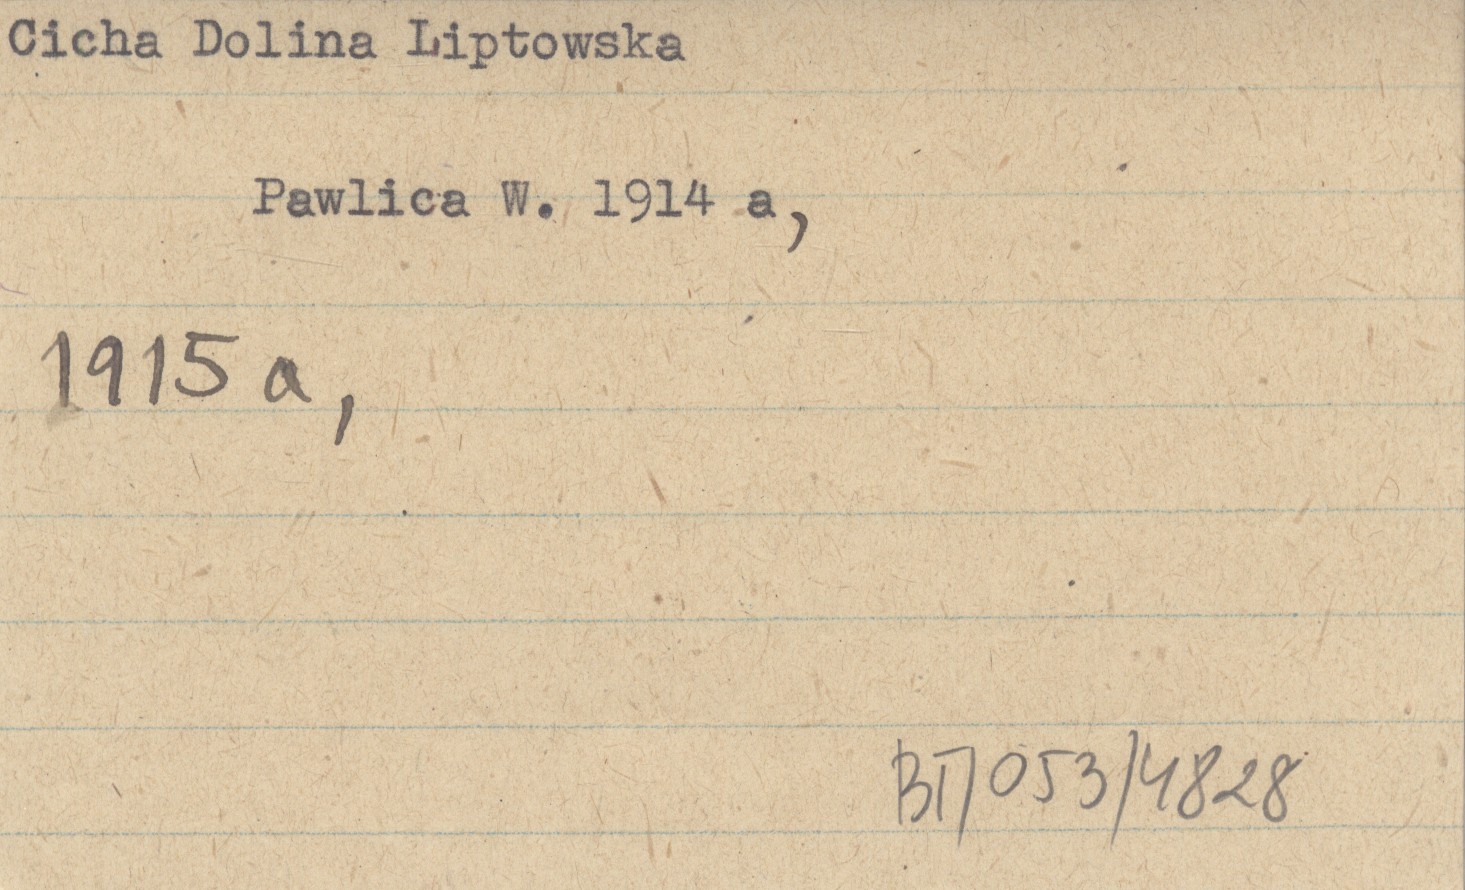 Cicha Dolina Liptowska
Pawlica W. 1914 a,
1915 a,
BT/053/4828